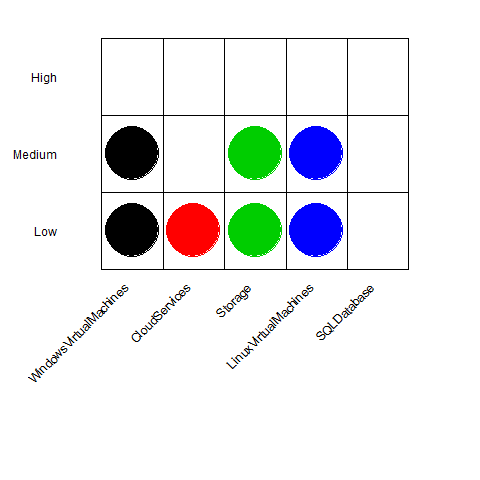 High
Medium
Low
WindowsVirtualMachines
CloudServices
Storage
LinuxVirtualMachines
SQLDatabase